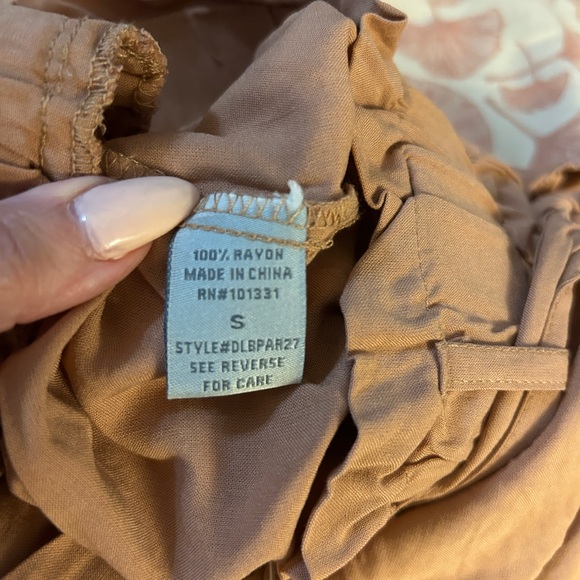 100% RAYON
MADE IN CHINA
RN#101331
S
STYLE#DLBPAR27
SEE REVERSE
FOR CARE